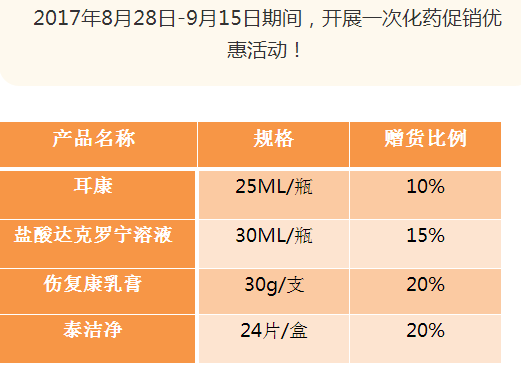 2017年8月28日-9月15日期间，开展一次化药促销优
惠活动！
产品名称 规格 赠货比例
耳康 25ML/瓶 10%
盐酸达克罗宁溶液 30ML/瓶 15%
伤复康乳膏 30g/支 20%
泰洁净 24片/盒 20%